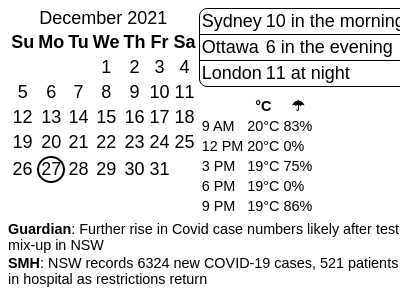 December 2021
Su Mo Tu We Th Fr Sa
1 2 3 4
5 6 7 8 9 10 11
12 13 14 15 16 17 18
19 20 21 22 23 24 25
26 27 28 29 30 31
Sydney 10 in the morning
Ottawa 6 in the evening
London 11 at night
°C ☂
9 AM 20°C 83%
12 PM 20°C 0%
3 PM 19°C 75%
6 PM 19°C 0%
9 PM 19°C 86%
Guardian: Further rise in Covid case numbers likely after test
mix-up in NSW
SMH: NSW records 6324 new COVID-19 cases, 521 patients
in hospital as restrictions return